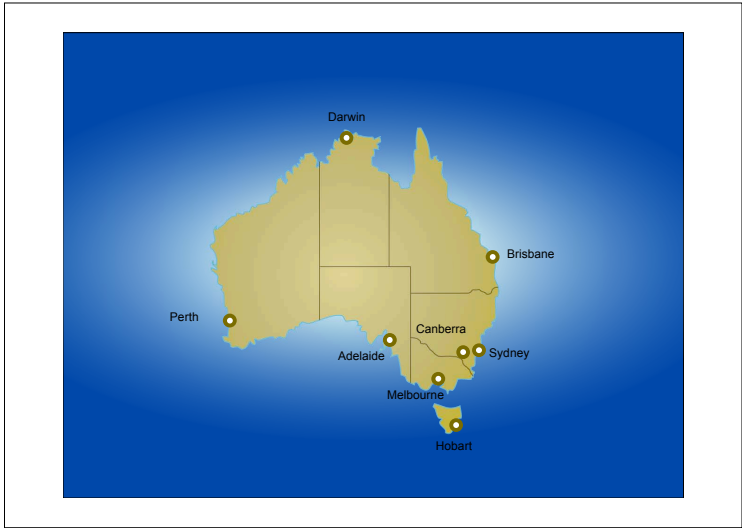 Darwin
Brisbane
Perth
Canberra
Adelaide
Sydney
Melbourne
Hobart